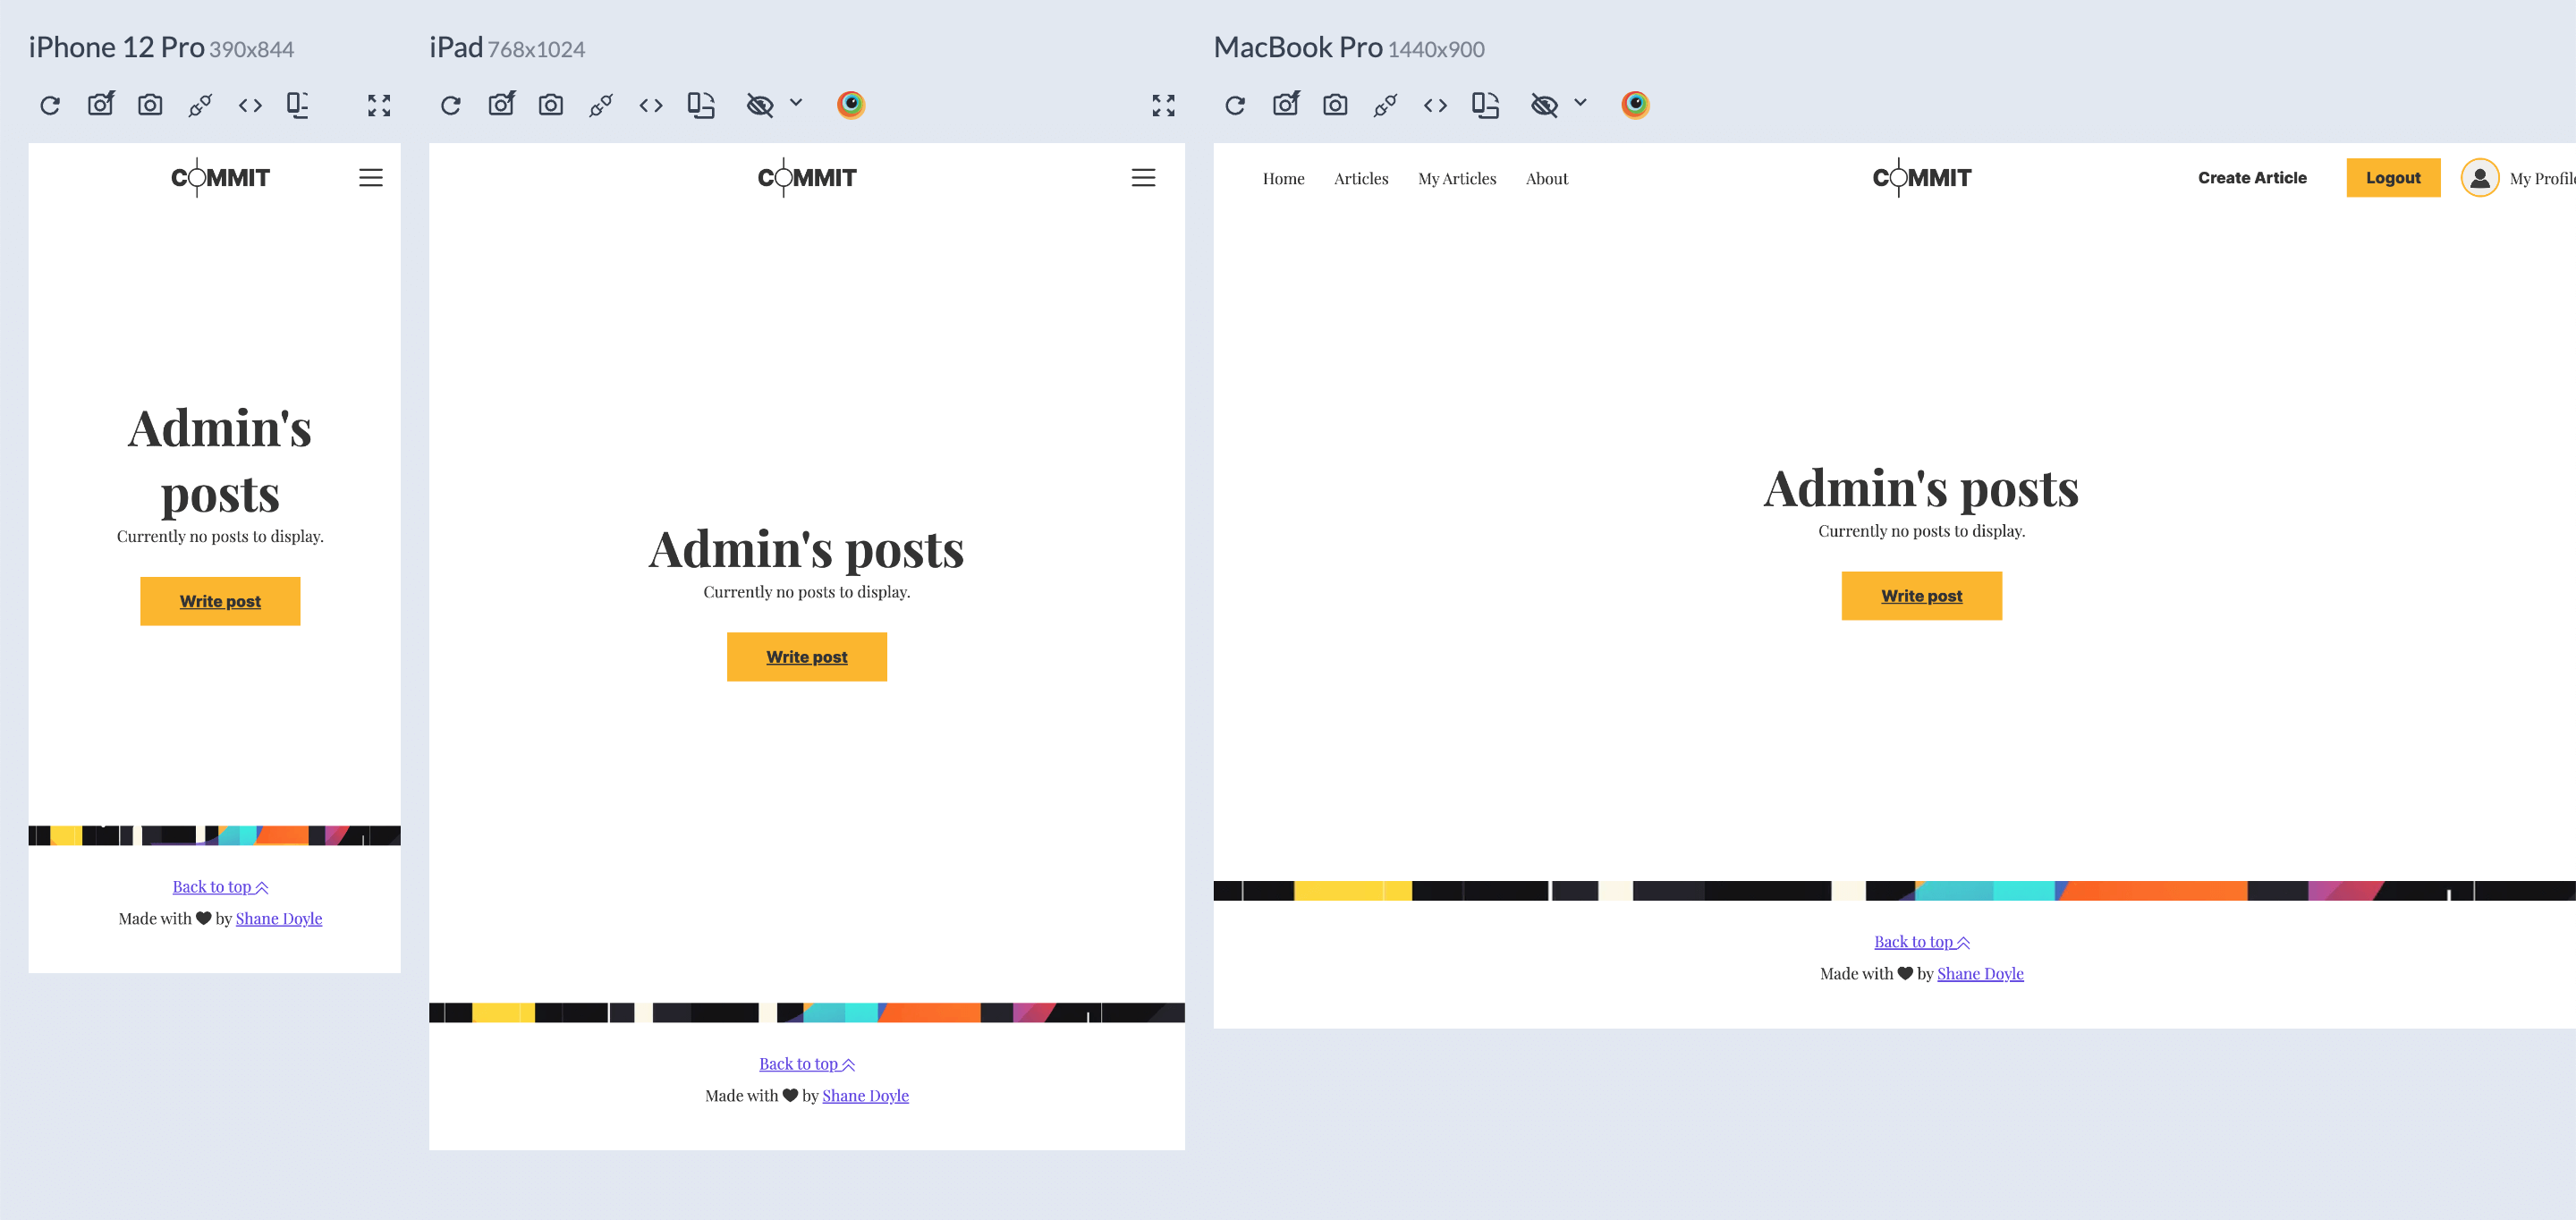 iPhone 12 Pro 390x844
COMMIT
Admin's
posts
Currently no posts to display.
Write post
Back to top
Made with by Shane Doyle
iPad 768x1024
COMMIT
Admin's posts
Currently no posts to display.
Write post
Back to top
Made with by Shane Doyle
MacBook Pro 1440x900
Home Articles My Articles About COMMIT Create Article Logout My Profile
Admin's posts
Currently no posts to display.
Write post
Back to top
Made with by Shane Doyle